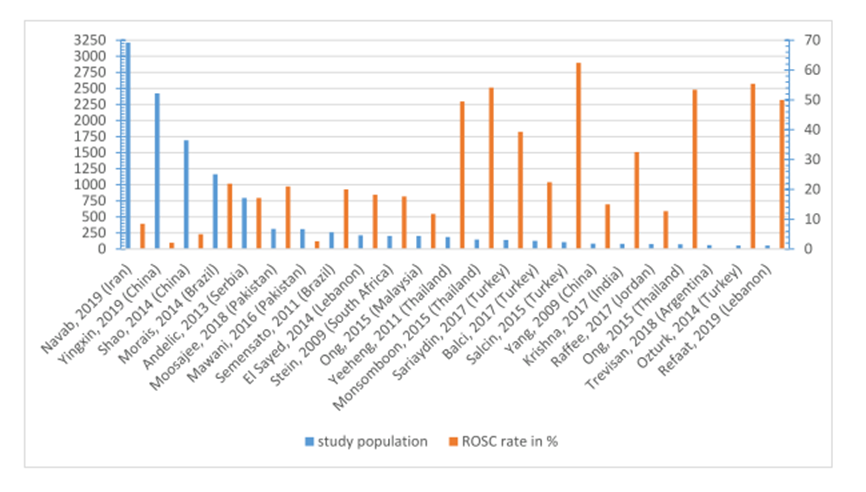 3250
3000
2750
2500
2250
2000
1750
1500
1250
1000
750
500
250
0
70
60
50
40
30
20
10
0
Navab, 2019 (Iran)
Yingxin, 2019 (China)
Shao, 2014 (China)
Morais, 2014 (Brazil)
Andelic, 2013 (Serbia)
Moosajee, 2018 (Pakistan)
Mawani, 2016 (Pakistan)
Semensato, 2011 (Brazil)
El Sayed, 2014 (Lebanon)
Stein, 2009 (South Africa)
Ong, 2015 (Malaysia)
Yeeheng, 2011 (Thailand)
Monsomboon, 2015 (Thailand)
Sariaydin, 2017 (Turkey)
Balci, 2017 (Turkey)
Salcin, 2015 (Turkey)
Yang, 2009 (China)
Krishna, 2017 (India)
Raffee, 2017 (Jordan)
Ong, 2015 (Thailand)
Trevisan, 2018 (Argentina)
Ozturk, 2014 (Turkey)
Refaat, 2019 (Lebanon)
study population
ROSC rate in %